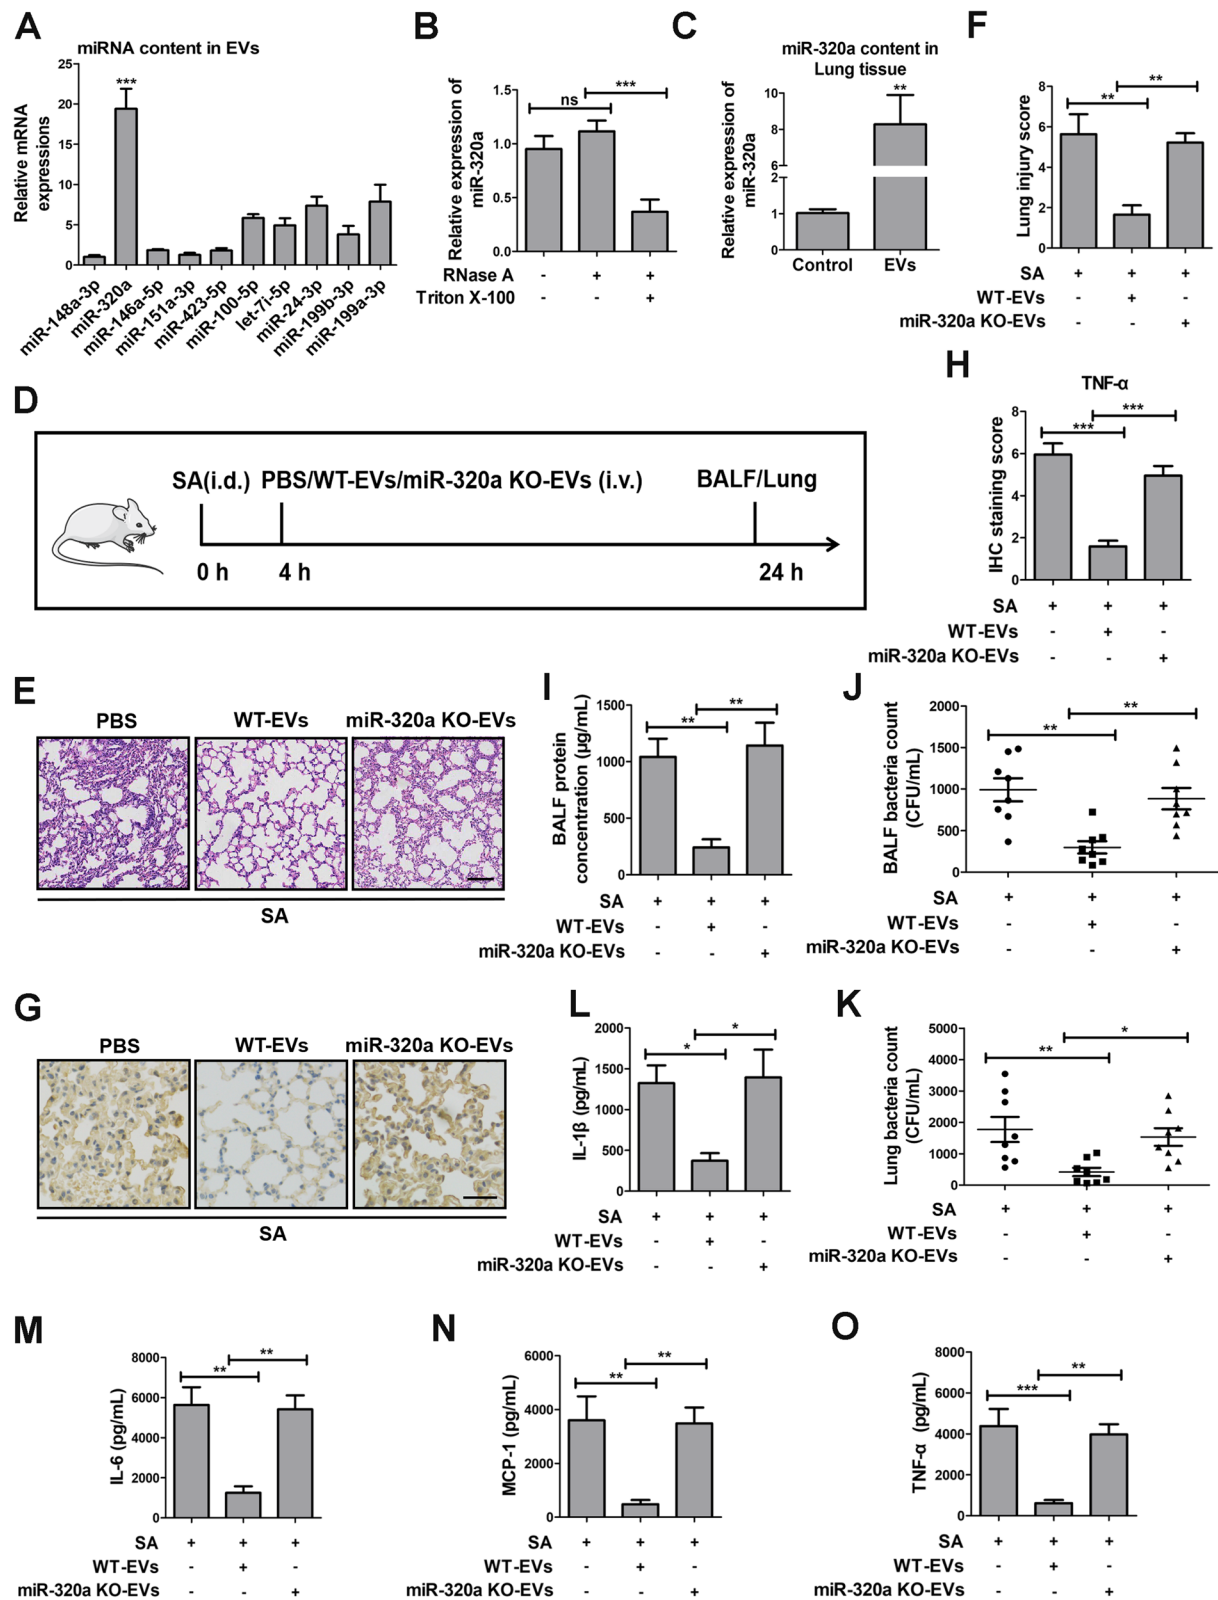 A
miRNA content in EVs
Relative mRNA
expressions
25
20
15
10
5
0
***
miR-148a-3p
miR-320a
miR-146a-5p
miR-151a-3p
miR-423-5p
miR-100-5p
let-7i-5p
miR-24-3p
miR-199b-3p
miR-199a-3p
B
Relative expression of
miR-320a
1.5
1.0
0.5
0.0
ns
***
RNase A - + +
Triton X-100 - - +
C
miR-320a content in
Lung tissue
Relative expression of
miR-320a
10
8
6
2
1
0
**
Control EVs
F
Lung injury score
8
6
4
2
0
**
**
SA + + +
WT-EVs - + -
miR-320a KO-EVs - - +
D
SA(i.d.) PBS/WT-EVs/miR-320a KO-EVs (i.v.) BALF/Lung
0 h 4 h 24 h
H
TNF-α
IHC staining score
8
6
4
2
0
***
***
SA + + +
WT-EVs - + -
miR-320a KO-EVs - - +
E
PBS WT-EVs miR-320a KO-EVs
SA
I
BALF protein
concentration (μg/mL)
1500
1000
500
0
**
**
SA + + +
WT-EVs - + -
miR-320a KO-EVs - - +
J
BALF bacteria count
(CFU/mL)
2000
1500
1000
500
0
**
**
SA + + +
WT-EVs - + -
miR-320a KO-EVs - - +
G
PBS WT-EVs miR-320a KO-EVs
SA
L
IL-1β (pg/mL)
2000
1500
1000
500
0
*
*
SA + + +
WT-EVs - + -
miR-320a KO-EVs - - +
K
Lung bacteria count
(CFU/mL)
5000
4000
3000
2000
1000
0
**
*
SA + + +
WT-EVs - + -
miR-320a KO-EVs - - +
M
IL-6 (pg/mL)
8000
6000
4000
2000
0
**
**
SA + + +
WT-EVs - + -
miR-320a KO-EVs - - +
N
MCP-1 (pg/mL)
6000
4000
2000
0
**
**
SA + + +
WT-EVs - + -
miR-320a KO-EVs - - +
O
TNF-α (pg/mL)
8000
6000
4000
2000
0
***
**
SA + + +
WT-EVs - + -
miR-320a KO-EVs - - +